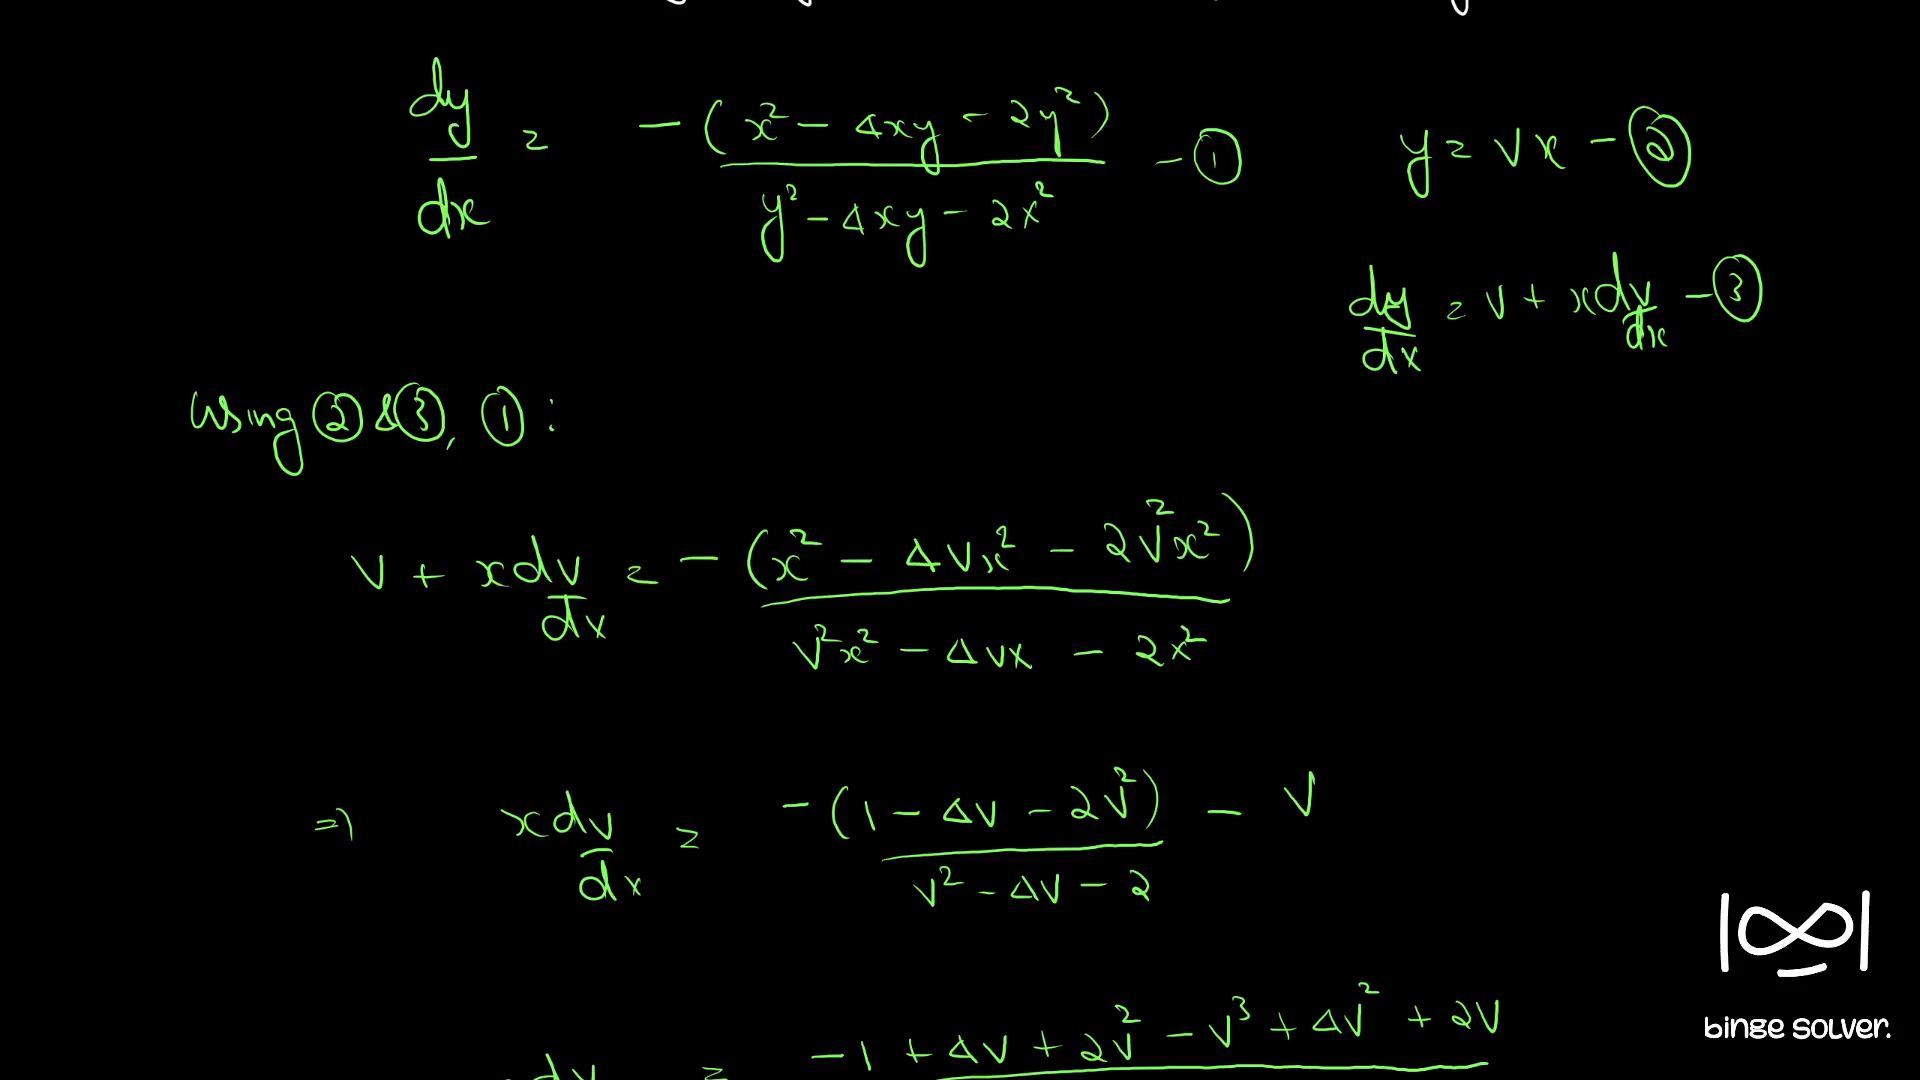 dy/dx = -(x² - 4xy - 2y²)/(y² - 4xy - 2x²) - ①
y = vx - ②
dy/dx = v + x dv/dx - ③
Using ② & ③, ① :
v + x dv/dx = -(x² - 4vx² - 2v²x²)/(v²x² - 4vx - 2x²)
⇒ x dv/dx = -(1 - 4v - 2v²)/(v² - 4v - 2) - v
= -1 + 4v + 2v² - v³ + 4v² + 2v
binge solver.